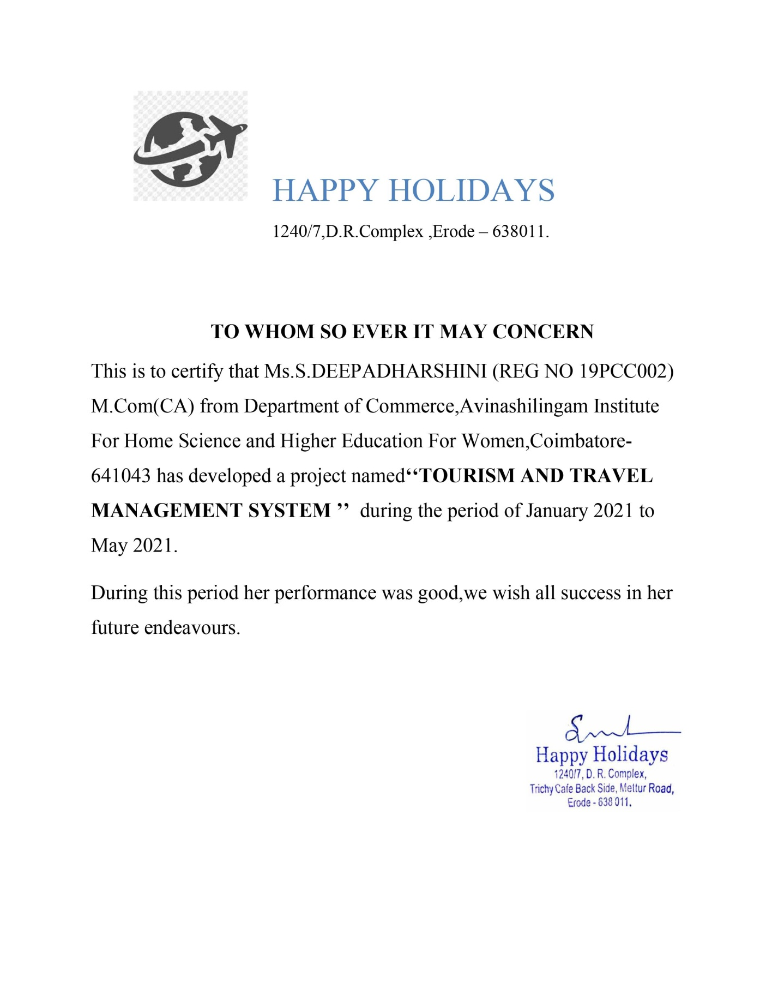 HAPPY HOLIDAYS
1240/7,D.R.Complex ,Erode – 638011.
TO WHOM SO EVER IT MAY CONCERN
This is to certify that Ms.S.DEEPADHARSHINI (REG NO 19PCC002)
M.Com(CA) from Department of Commerce,Avinashilingam Institute
For Home Science and Higher Education For Women,Coimbatore-
641043 has developed a project named‘‘TOURISM AND TRAVEL
MANAGEMENT SYSTEM ’’  during the period of January 2021 to
May 2021.
During this period her performance was good,we wish all success in her
future endeavours.
Happy Holidays
1240/7, D. R. Complex,
Trichy Cafe Back Side, Mettur Road,
Erode - 638 011.